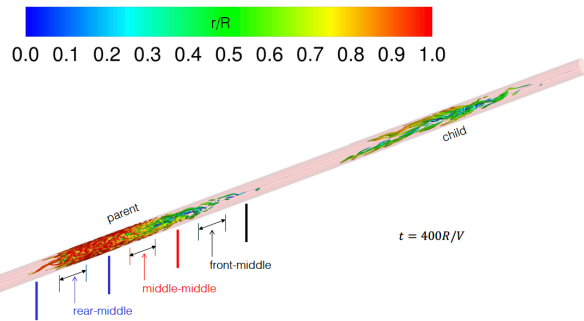 r/R
0.0 0.1 0.2 0.3 0.4 0.5 0.6 0.7 0.8 0.9 1.0
child
parent
t = 400R/V
front-middle
middle-middle
rear-middle